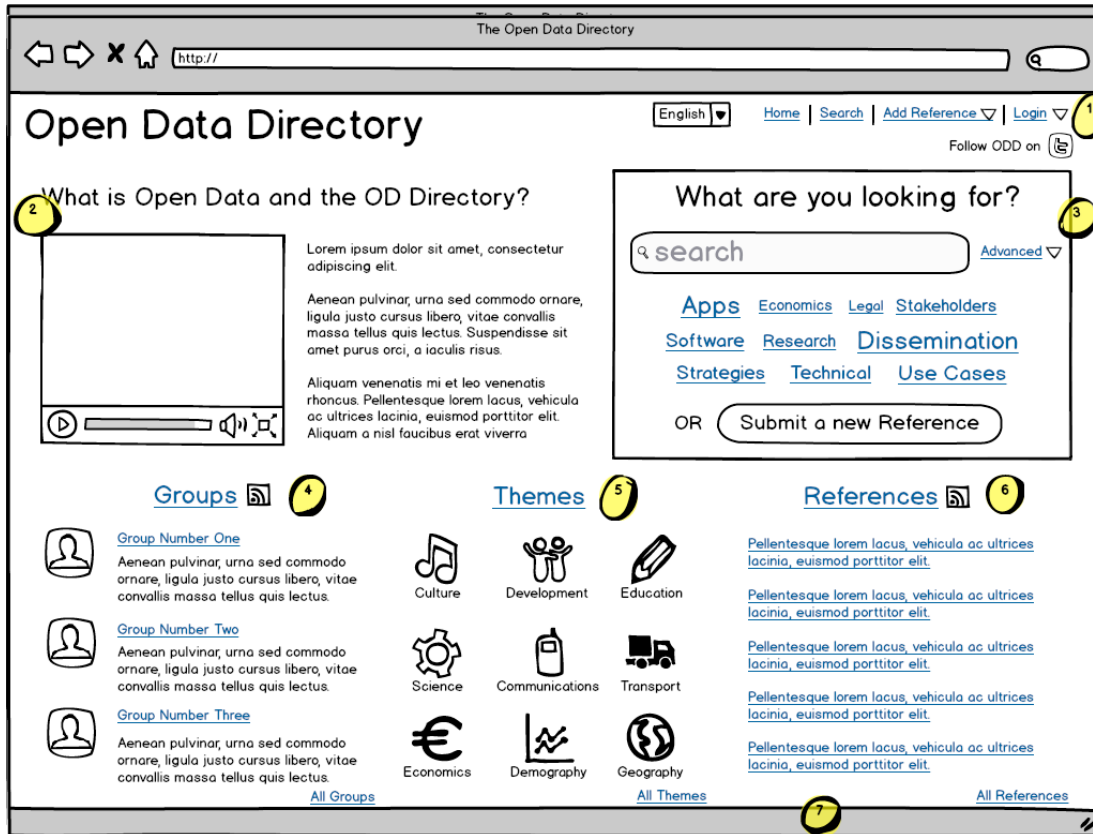 The Open Data Directory
http://
Open Data Directory
English
Home | Search | Add Reference | Login
1
Follow ODD on
What is Open Data and the OD Directory?
2
Lorem ipsum dolor sit amet, consectetur
adipiscing elit.
Aenean pulvinar, urna sed commodo ornare,
ligula justo cursus libero, vitae convallis
massa tellus quis lectus. Suspendisse sit
amet purus orci, a iaculis risus.
Aliquam venenatis mi et leo venenatis
rhoncus. Pellentesque lorem lacus, vehicula
ac ultrices lacinia, euismod porttitor elit.
Aliquam a nisl faucibus erat viverra
What are you looking for?
3
search
Advanced
Apps Economics Legal Stakeholders
Software Research Dissemination
Strategies Technical Use Cases
OR Submit a new Reference
Groups
4
Group Number One
Aenean pulvinar, urna sed commodo
ornare, ligula justo cursus libero, vitae
convallis massa tellus quis lectus.
Group Number Two
Aenean pulvinar, urna sed commodo
ornare, ligula justo cursus libero, vitae
convallis massa tellus quis lectus.
Group Number Three
Aenean pulvinar, urna sed commodo
ornare, ligula justo cursus libero, vitae
convallis massa tellus quis lectus.
All Groups
Themes
5
Culture Development Education
Science Communications Transport
Economics Demography Geography
All Themes
References
6
Pellentesque lorem lacus, vehicula ac ultrices
lacinia, euismod porttitor elit.
Pellentesque lorem lacus, vehicula ac ultrices
lacinia, euismod porttitor elit.
Pellentesque lorem lacus, vehicula ac ultrices
lacinia, euismod porttitor elit.
Pellentesque lorem lacus, vehicula ac ultrices
lacinia, euismod porttitor elit.
Pellentesque lorem lacus, vehicula ac ultrices
lacinia, euismod porttitor elit.
All References
7